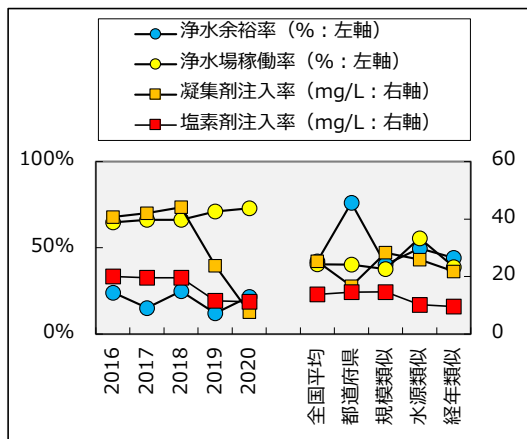 浄水余裕率（%：左軸）
浄水場稼働率（%：左軸）
凝集剤注入率（mg/L：右軸）
塩素剤注入率（mg/L：右軸）
100%
50%
0%
60
40
20
0
2016
2017
2018
2019
2020
全国平均
都道府県
規模類似
水源類似
経年類似